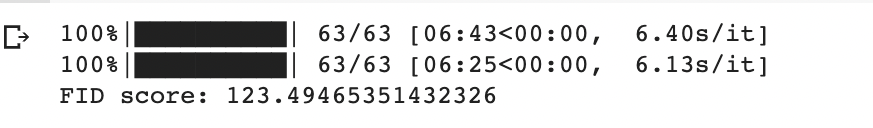 100%|██████████| 63/63 [06:43<00:00,  6.40s/it]
100%|██████████| 63/63 [06:25<00:00,  6.13s/it]
FID score: 123.49465351432326